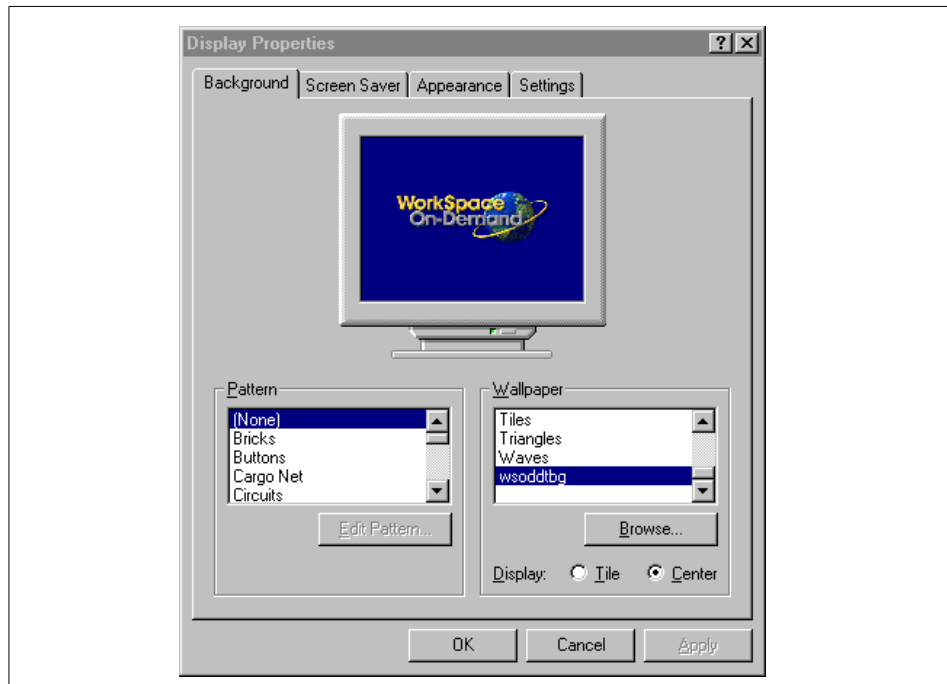 Display Properties
Background Screen Saver Appearance Settings
WorkSpace
On-Demand
Pattern
(None)
Bricks
Buttons
Cargo Net
Circuits
Edit Pattern...
Wallpaper
Tiles
Triangles
Waves
wsoddtbg
Browse...
Display: Tile Center
OK Cancel Apply